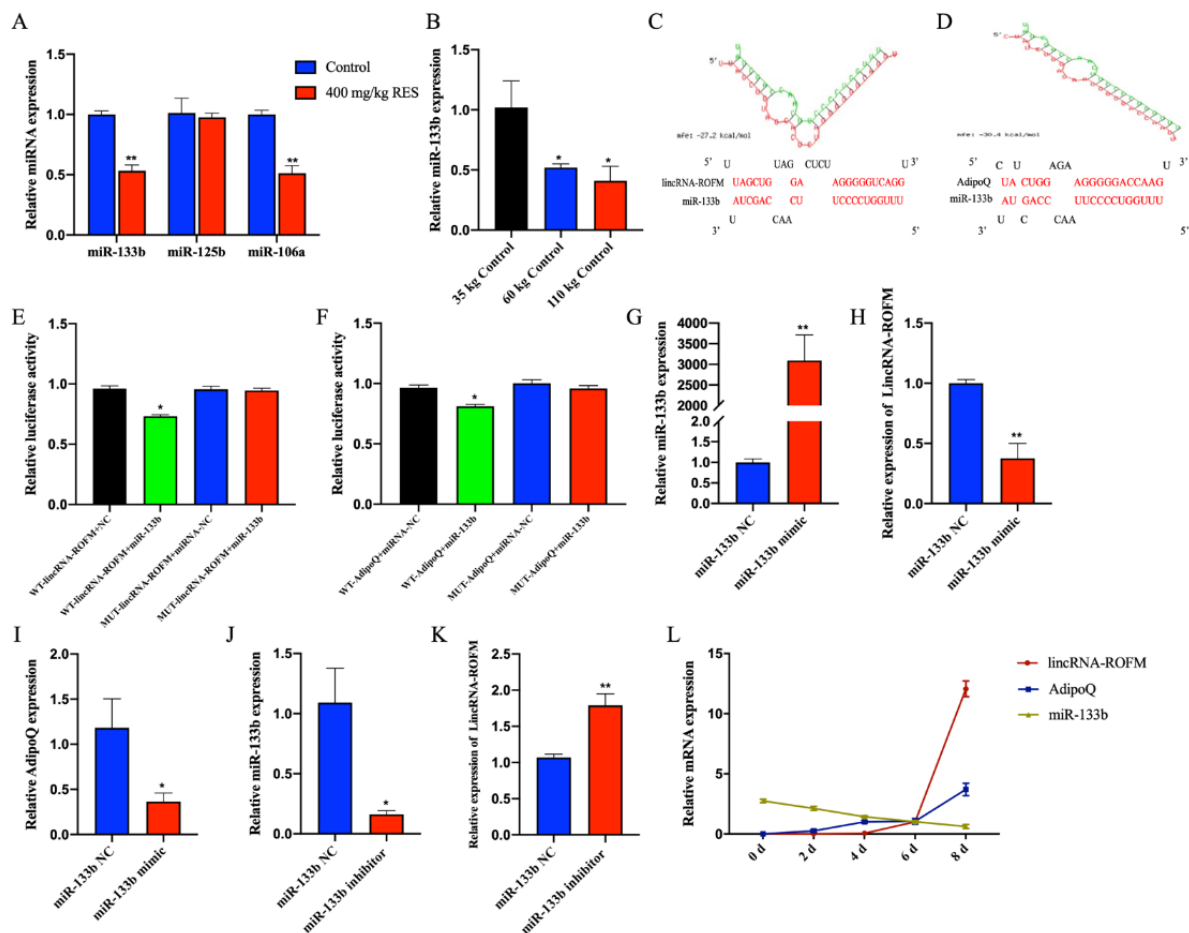 A
Relative miRNA expression
1.5
1.0
0.5
0.0
Control
400 mg/kg RES
**
**
miR-133b
miR-125b
miR-106a
B
Relative miR-133b expression
1.5
1.0
0.5
0.0
*
*
35 kg Control
60 kg Control
110 kg Control
C
5'
mfe: -27.2 kcal/mol
5' U UAG CUCU U 3'
lincRNA-ROFM UAGCUG GA AGGGGGUCAGG
miR-133b AUCGAC CU UCCCCUGGUUU
U CAA
3' 5'
D
5'
mfe: -30.4 kcal/mol
5' C U AGA U 3'
AdipoQ UA CUGG AGGGGGACCAAG
miR-133b AU GACC UUCCCCUGGUUU
U C CAA
3' 5'
E
Relative luciferase activity
1.5
1.0
0.5
0.0
*
WT-lincRNA-ROFM+NC
WT-lincRNA-ROFM+miR-133b
MUT-lincRNA-ROFM+miRNA-NC
MUT-lincRNA-ROFM+miR-133b
F
Relative luciferase activity
1.5
1.0
0.5
0.0
*
WT-AdipoQ+miRNA-NC
WT-AdipoQ+miR-133b
MUT-AdipoQ+miRNA-NC
MUT-AdipoQ+miR-133b
G
Relative miR-133b expression
4000
3500
3000
2500
2000
2.0
1.5
1.0
0.5
0.0
**
miR-133b NC
miR-133b mimic
H
Relative expression of LincRNA-ROFM
1.5
1.0
0.5
0.0
**
miR-133b NC
miR-133b mimic
I
Relative AdipoQ expression
2.0
1.5
1.0
0.5
0.0
*
miR-133b NC
miR-133b mimic
J
Relative miR-133b expression
1.5
1.0
0.5
0.0
*
miR-133b NC
miR-133b inhibitor
K
Relative expression of LincRNA-ROFM
2.5
2.0
1.5
1.0
0.5
0.0
**
miR-133b NC
miR-133b inhibitor
L
Relative mRNA expression
15
10
5
0
0 d
2 d
4 d
6 d
8 d
lincRNA-ROFM
AdipoQ
miR-133b